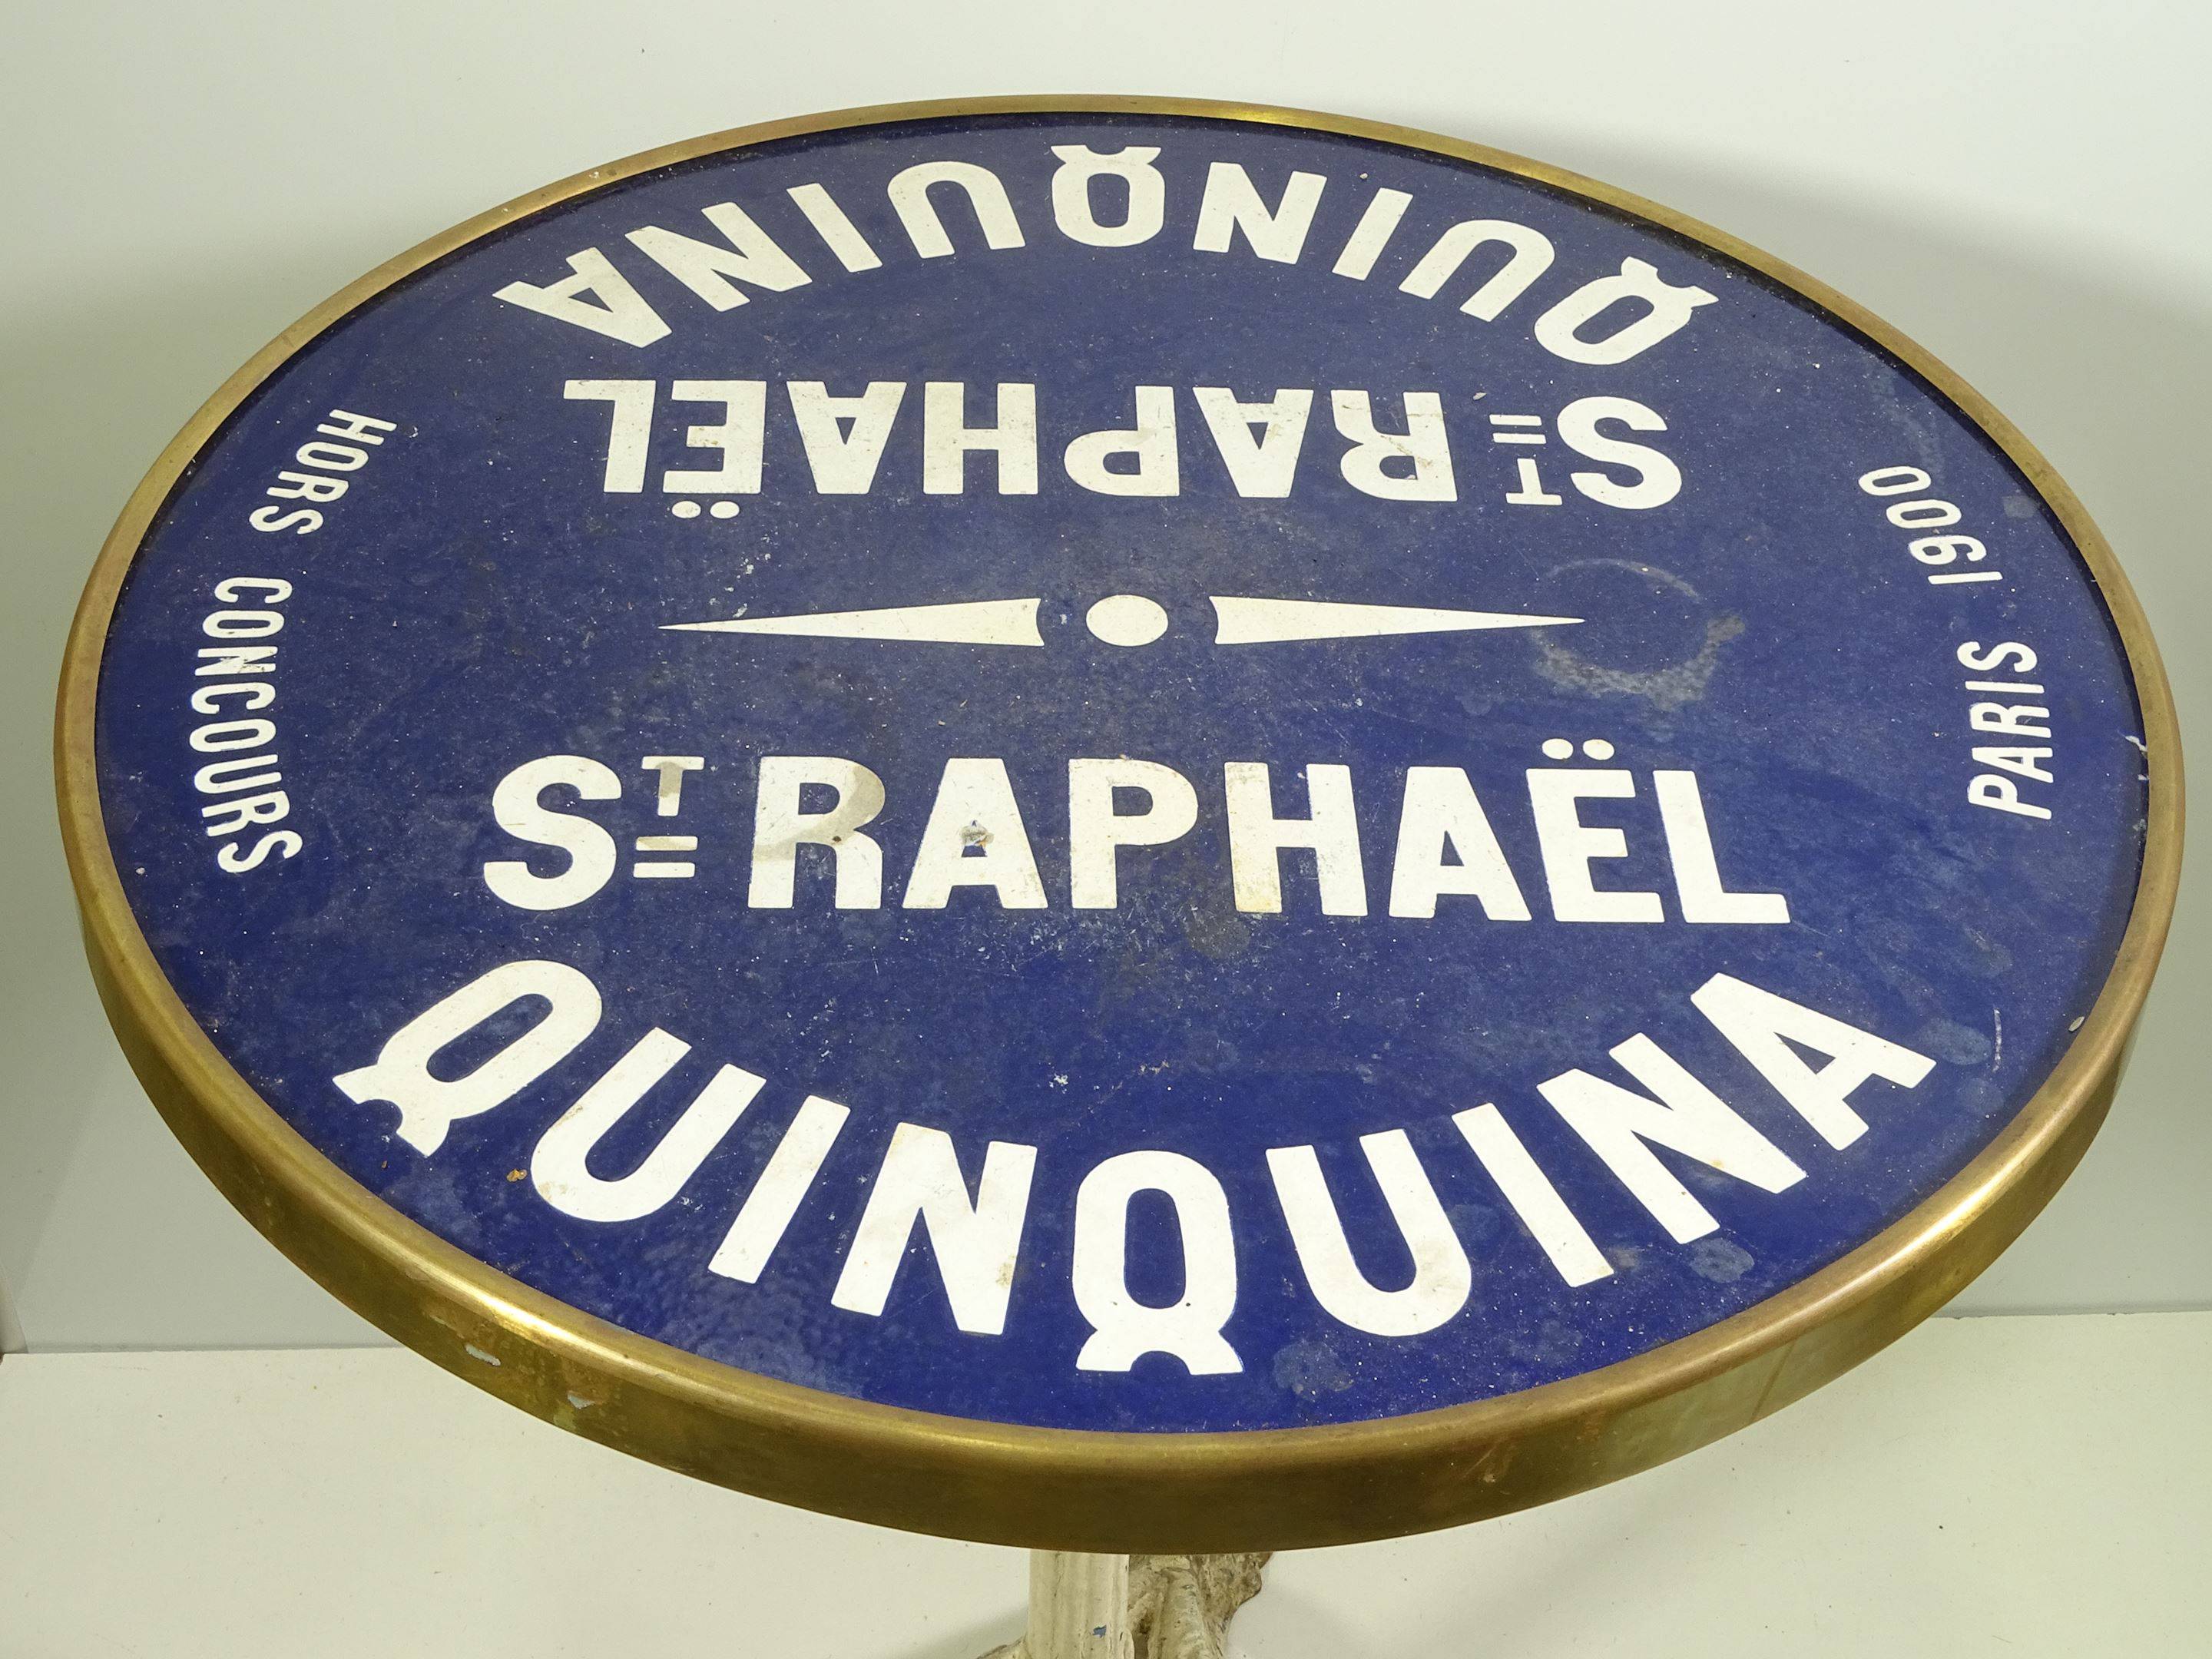 QUINQUINA
ST RAPHAËL
HORS CONCOURS
PARIS 1900
ST RAPHAËL
QUINQUINA